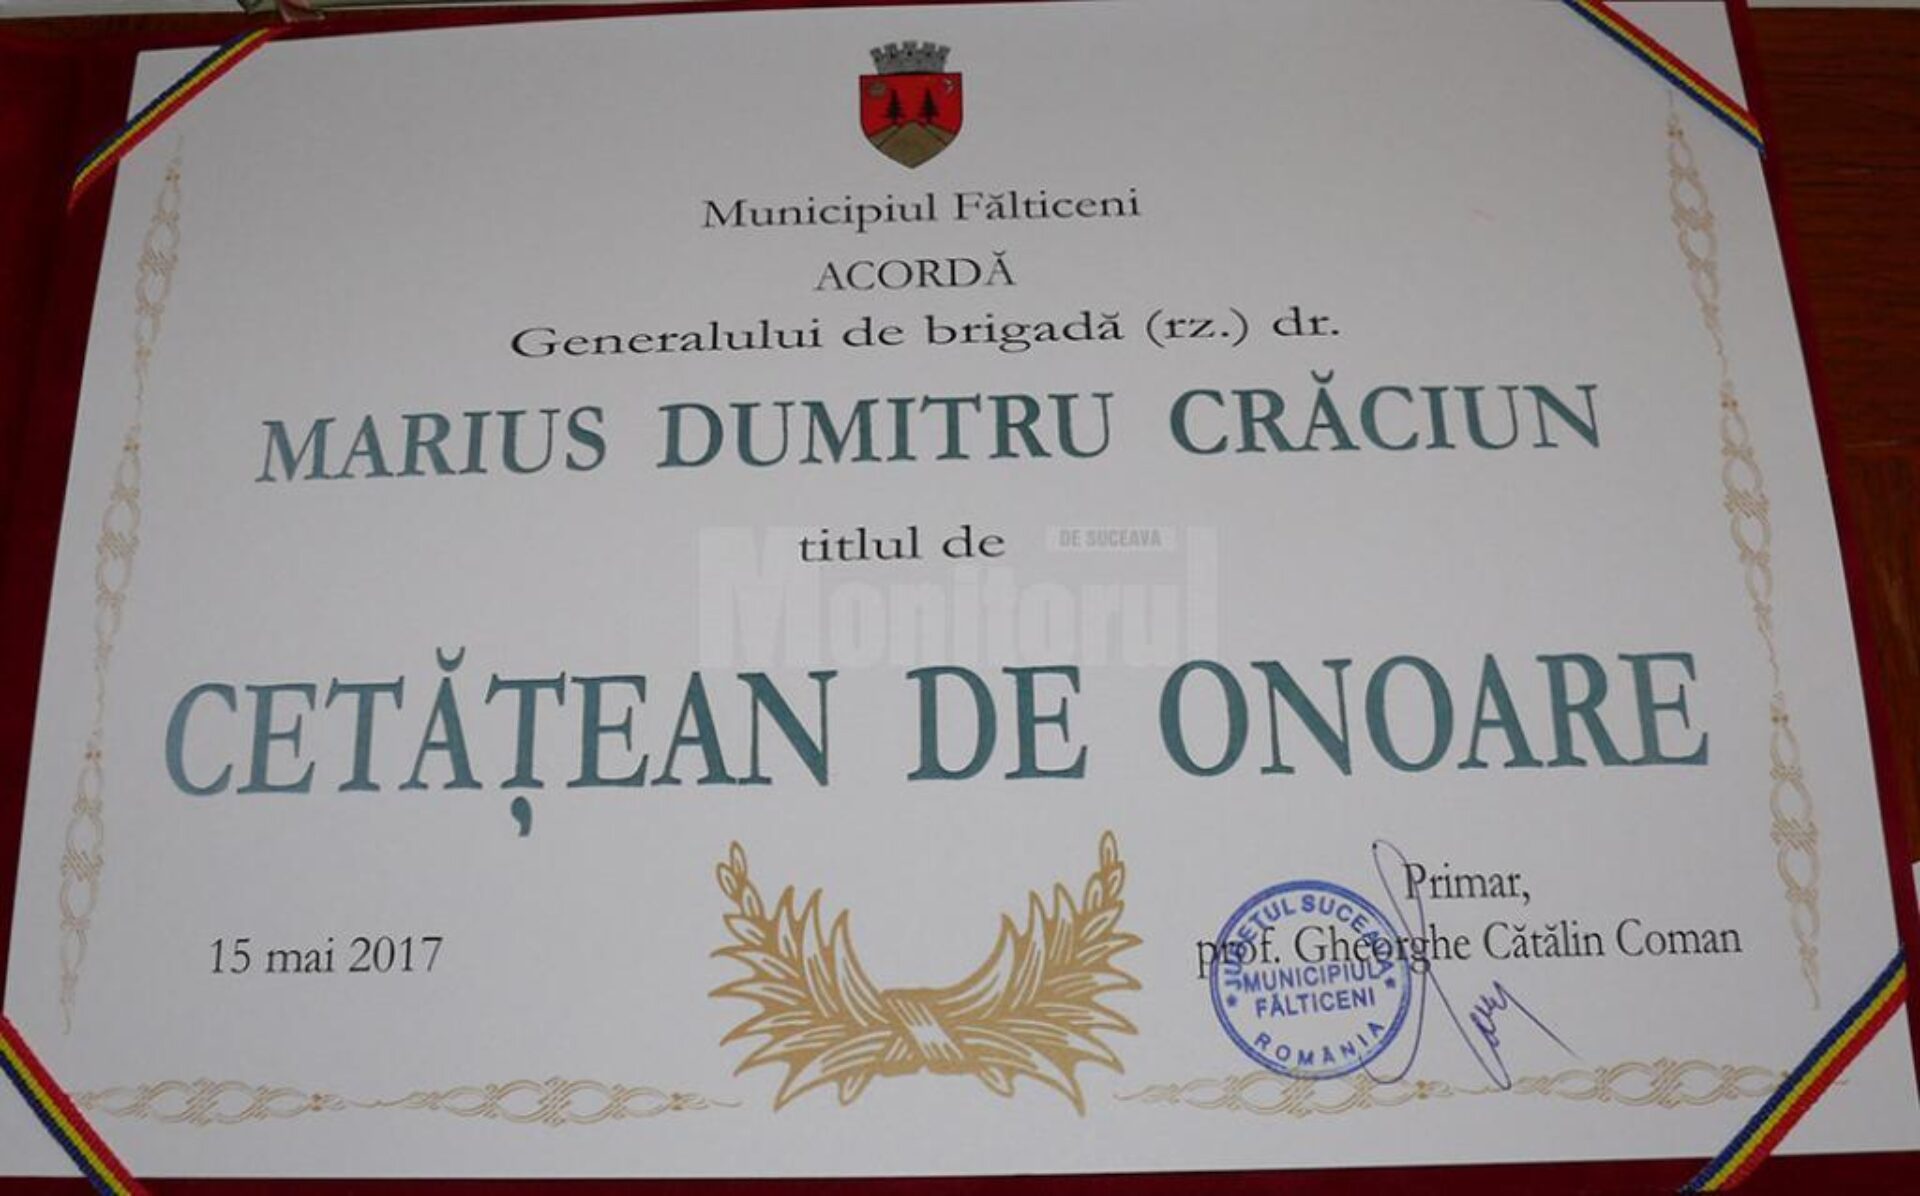 Municipiul Fălticeni
ACORDĂ
Generalului de brigadă (rz.) dr.
MARIUS DUMITRU CRĂCIUN
titlul de
DE SUCEAVA
Monitorul
CETĂȚEAN DE ONOARE
15 mai 2017
Primar,
prof. Gheorghe Cătălin Coman
* JUDEȚUL SUCEAVA *
MUNICIPIUL
FĂLTICENI
ROMÂNIA